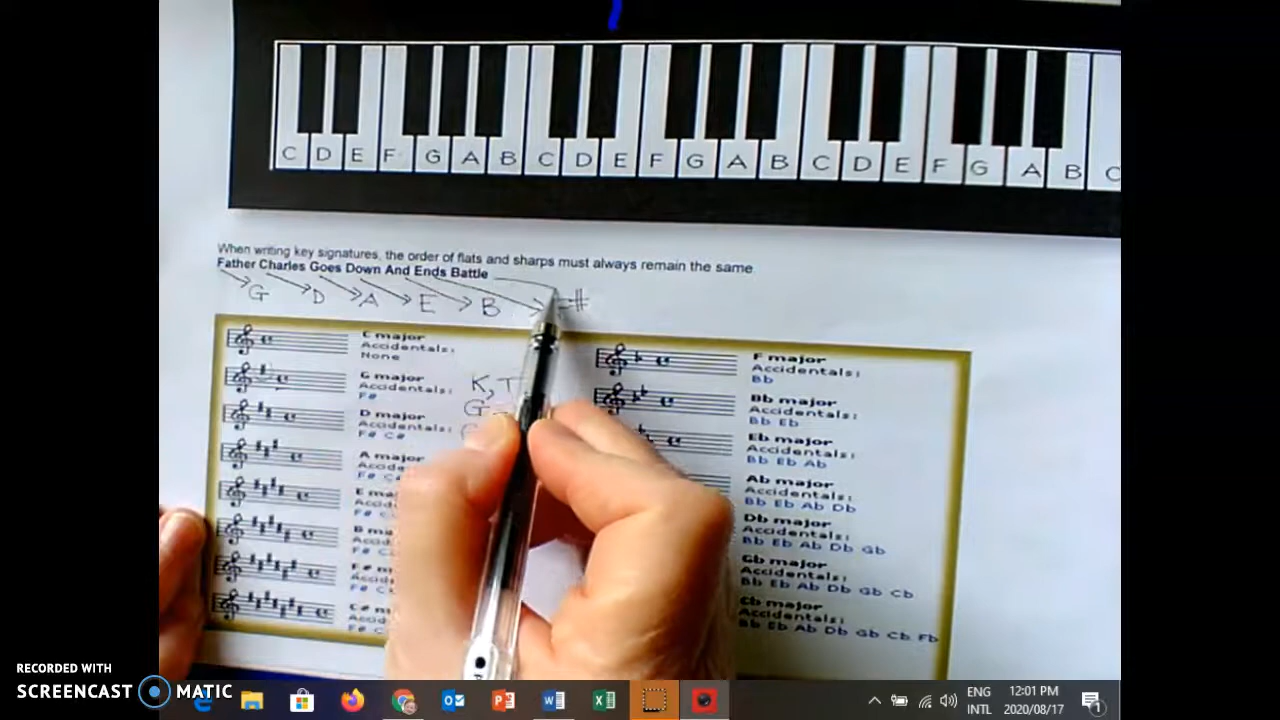 C D E F G A B C D E F G A B C D E F G A B C
When writing key signatures, the order of flats and sharps must always remain the same
Father Charles Goes Down And Ends Battle
G D A E B #
C major
Accidentals:
None
G major
Accidentals:
F#
D major
Accidentals:
F# C#
A major
F#
E
F#
B
F#
F#
F#
C#
F#
K,
G
F major
Accidentals:
Bb
Bb major
Accidentals:
Bb Eb
Eb major
Accidentals:
Bb Eb Ab
Ab major
Accidentals:
Bb Eb Ab Db
Db major
Accidentals:
Bb Eb Ab Db Gb
Gb major
Accidentals:
Bb Eb Ab Db Gb Cb
Cb major
Accidentals:
Bb Eb Ab Db Gb Cb Fb
RECORDED WITH
SCREENCAST MATIC
ENG
INTL
12:01 PM
2020/08/17
1